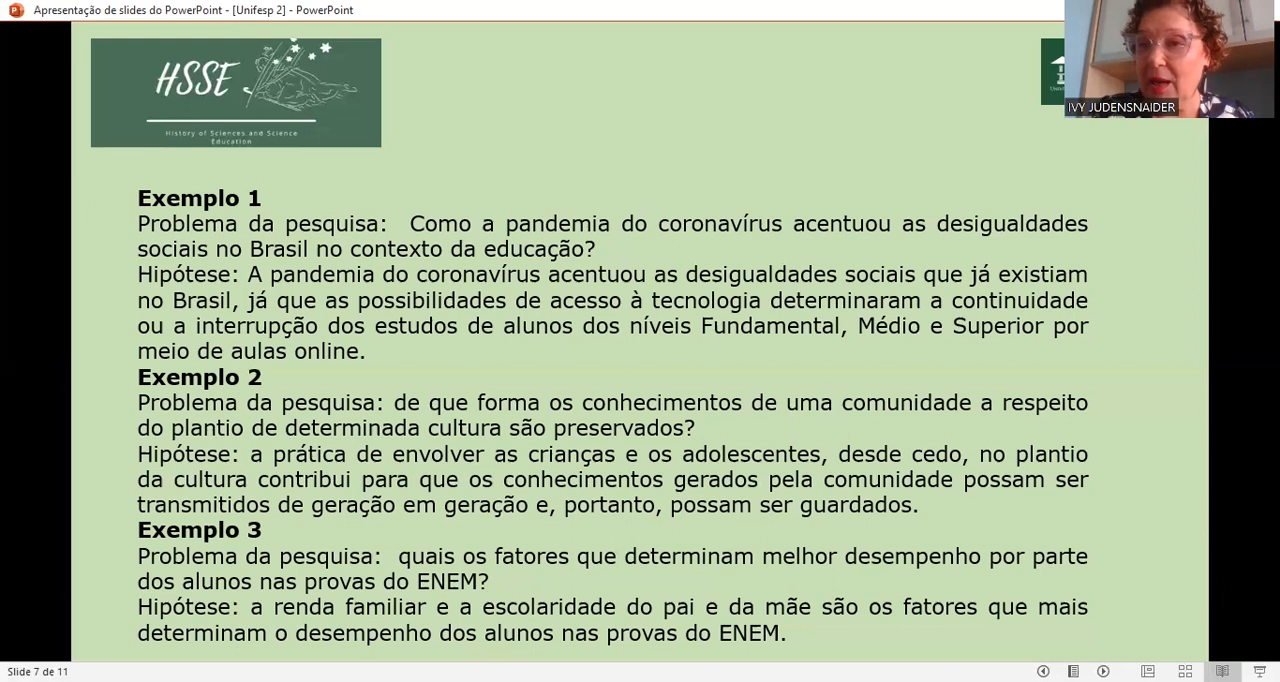 Apresentação de slides do PowerPoint - [Unifesp 2] - PowerPoint
HSSE
History of Sciences and Science
Education
IVY JUDENSNAIDER
Exemplo 1
Problema da pesquisa: Como a pandemia do coronavírus acentuou as desigualdades
sociais no Brasil no contexto da educação?
Hipótese: A pandemia do coronavírus acentuou as desigualdades sociais que já existiam
no Brasil, já que as possibilidades de acesso à tecnologia determinaram a continuidade
ou a interrupção dos estudos de alunos dos níveis Fundamental, Médio e Superior por
meio de aulas online.
Exemplo 2
Problema da pesquisa: de que forma os conhecimentos de uma comunidade a respeito
do plantio de determinada cultura são preservados?
Hipótese: a prática de envolver as crianças e os adolescentes, desde cedo, no plantio
da cultura contribui para que os conhecimentos gerados pela comunidade possam ser
transmitidos de geração em geração e, portanto, possam ser guardados.
Exemplo 3
Problema da pesquisa: quais os fatores que determinam melhor desempenho por parte
dos alunos nas provas do ENEM?
Hipótese: a renda familiar e a escolaridade do pai e da mãe são os fatores que mais
determinam o desempenho dos alunos nas provas do ENEM.
Slide 7 de 11